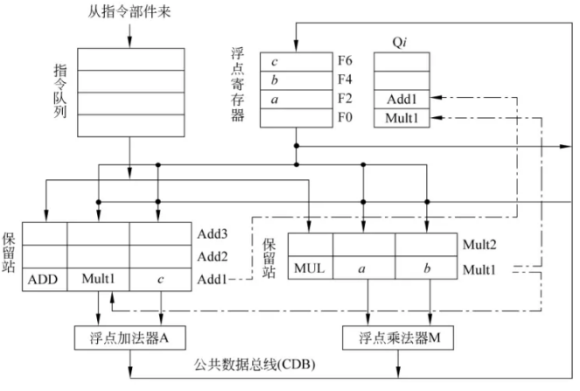 从指令部件来
指令队列
浮点寄存器
c
b
a
F6
F4
F2
F0
Qi
Add1
Mult1
保留站
ADD
Mult1
c
Add3
Add2
Add1
保留站
MUL
a
b
Mult2
Mult1
浮点加法器A
浮点乘法器M
公共数据总线(CDB)